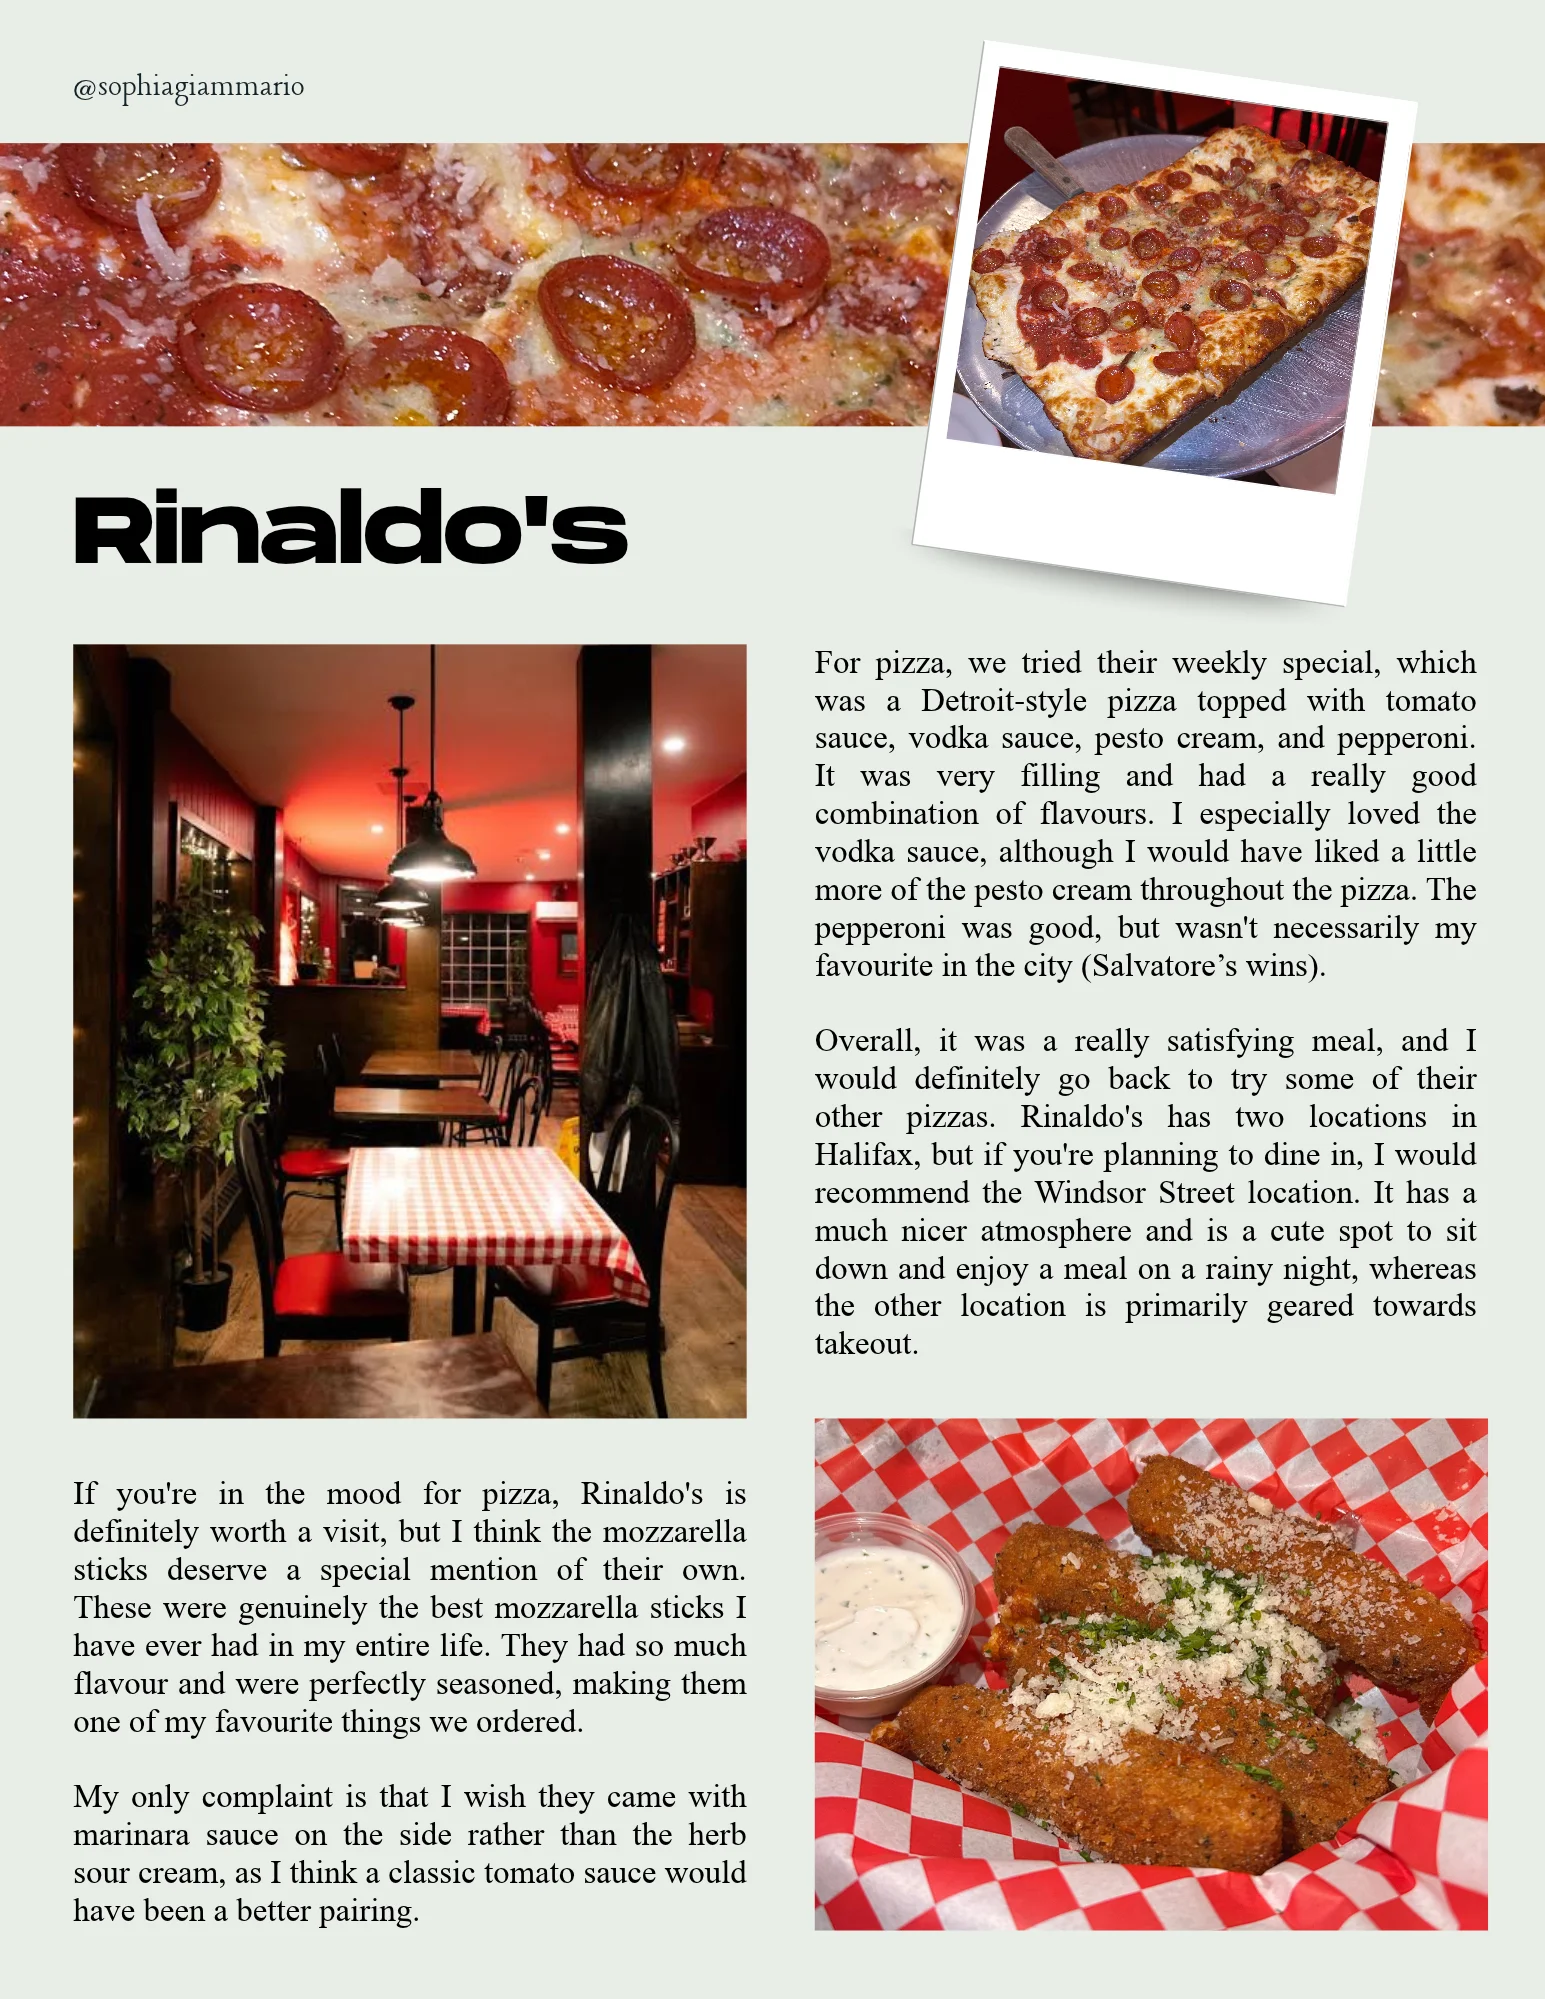 @sophiagiammario
Rinaldo's
If you're in the mood for pizza, Rinaldo's is
definitely worth a visit, but I think the mozzarella
sticks deserve a special mention of their own.
These were genuinely the best mozzarella sticks I
have ever had in my entire life. They had so much
flavour and were perfectly seasoned, making them
one of my favourite things we ordered.
My only complaint is that I wish they came with
marinara sauce on the side rather than the herb
sour cream, as I think a classic tomato sauce would
have been a better pairing.
For pizza, we tried their weekly special, which
was a Detroit-style pizza topped with tomato
sauce, vodka sauce, pesto cream, and pepperoni.
It was very filling and had a really good
combination of flavours. I especially loved the
vodka sauce, although I would have liked a little
more of the pesto cream throughout the pizza. The
pepperoni was good, but wasn't necessarily my
favourite in the city (Salvatore’s wins).
Overall, it was a really satisfying meal, and I
would definitely go back to try some of their
other pizzas. Rinaldo's has two locations in
Halifax, but if you're planning to dine in, I would
recommend the Windsor Street location. It has a
much nicer atmosphere and is a cute spot to sit
down and enjoy a meal on a rainy night, whereas
the other location is primarily geared towards
takeout.